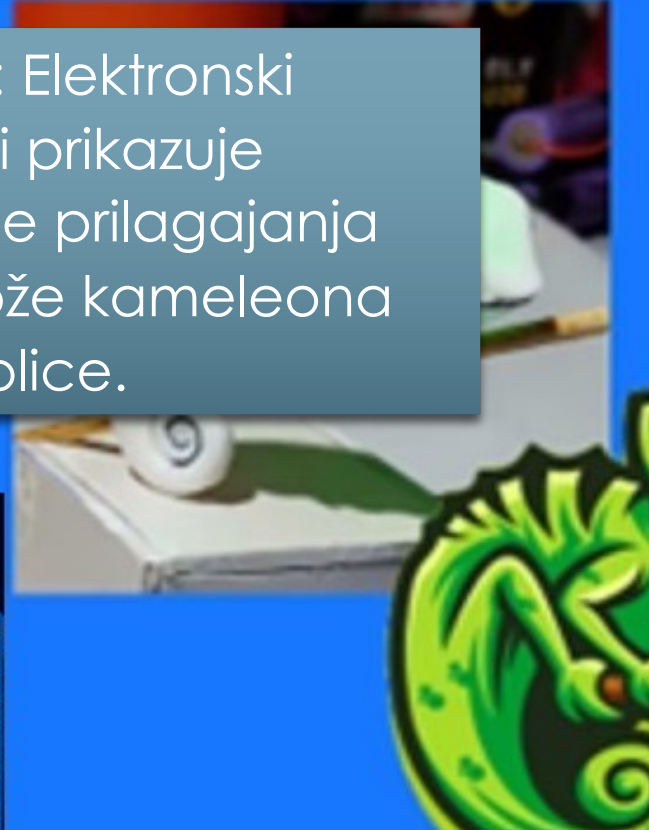 : Elektronski
i prikazuje
e prilagajanja
ože kameleona
olice.